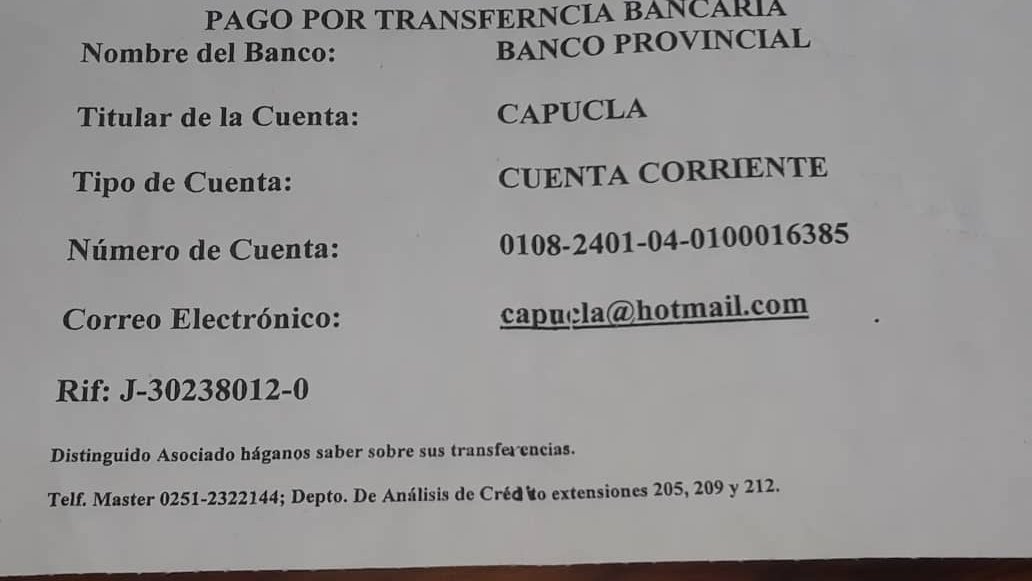 PAGO POR TRANSFERNCIA BANCARIA
Nombre del Banco: BANCO PROVINCIAL
Titular de la Cuenta: CAPUCLA
Tipo de Cuenta: CUENTA CORRIENTE
Número de Cuenta: 0108-2401-04-0100016385
Correo Electrónico: capucla@hotmail.com
Rif: J-30238012-0
Distinguido Asociado háganos saber sobre sus transferencias.
Telf. Master 0251-2322144; Depto. De Análisis de Crédito extensiones 205, 209 y 212.